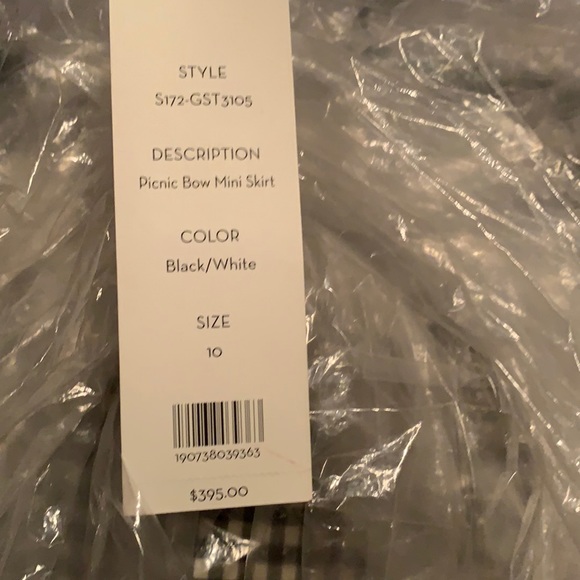 STYLE
S172-GST3105
DESCRIPTION
Picnic Bow Mini Skirt
COLOR
Black/White
SIZE
10
190738039363
$395.00